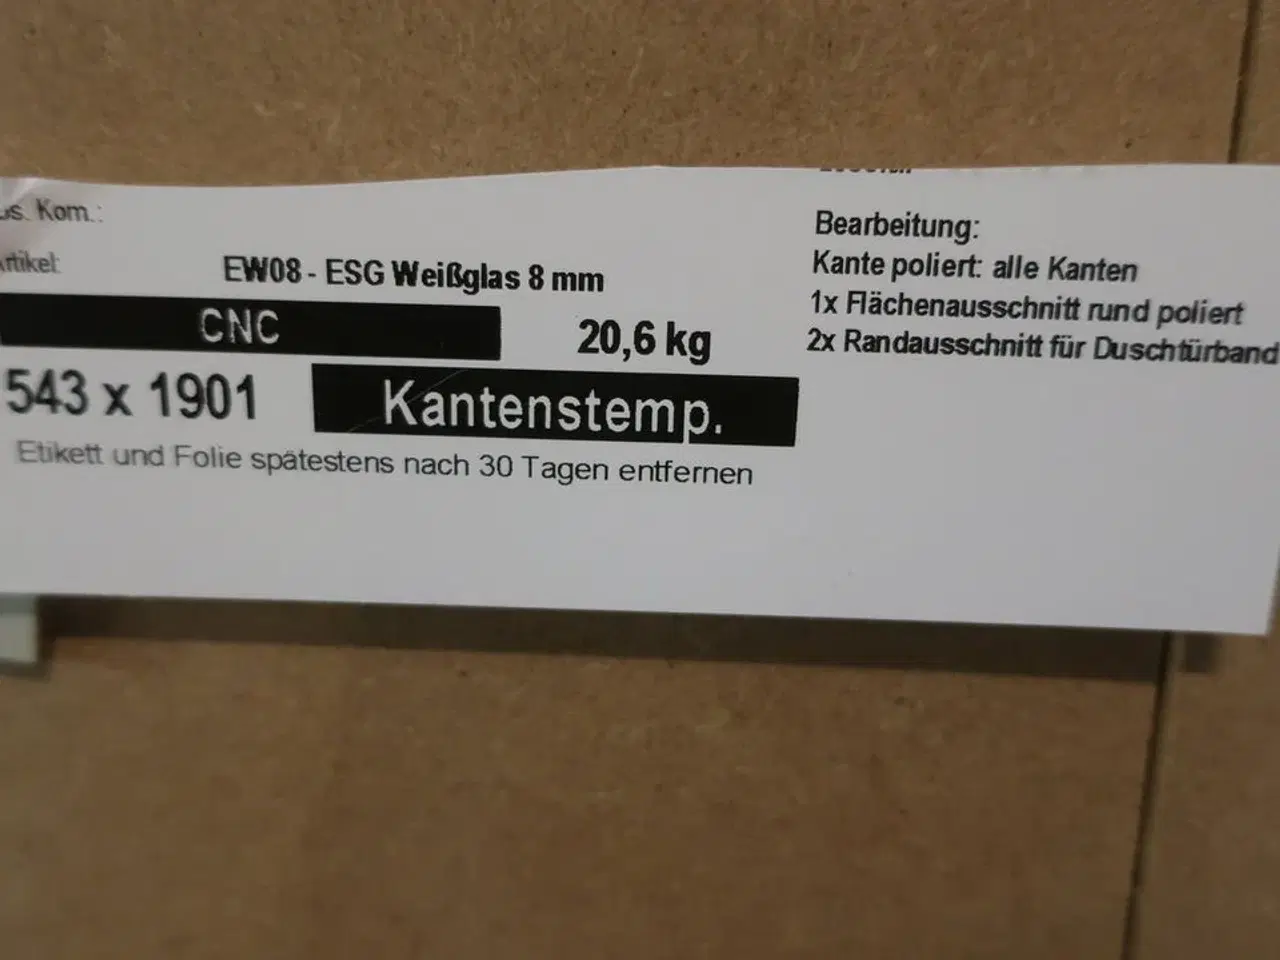 Kom.:
EW08 - ESG Weißglas 8 mm
CNC
20,6 kg
543 x 1901
Kantenstemp.
Etikett und Folie spätestens nach 30 Tagen entfernen
Bearbeitung:
Kante poliert: alle Kanten
1x Flächenausschnitt rund poliert
2x Randausschnitt für Duschtürband